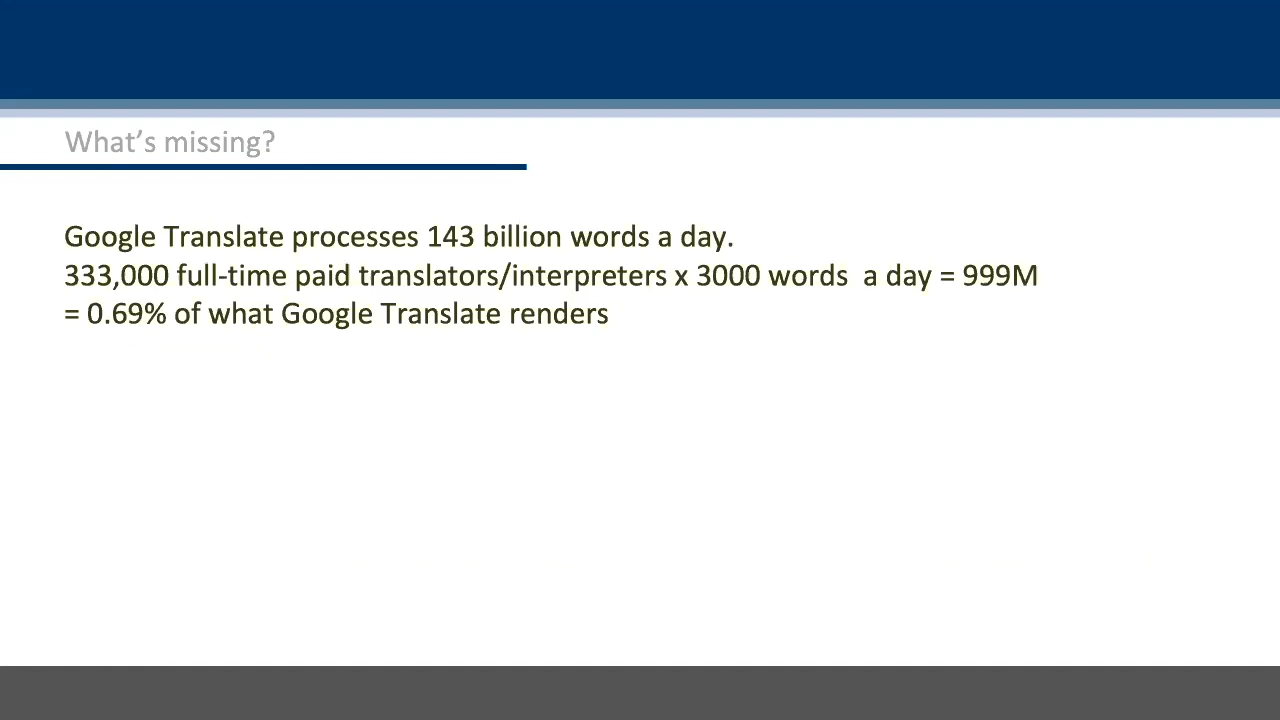 What’s missing?
Google Translate processes 143 billion words a day.
333,000 full-time paid translators/interpreters x 3000 words  a day = 999M
= 0.69% of what Google Translate renders